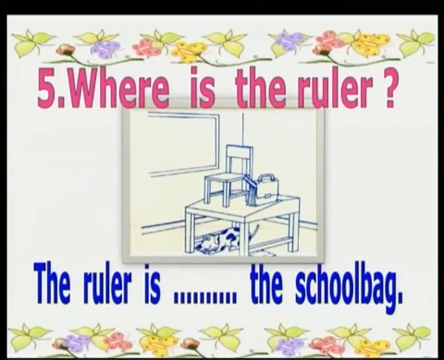 5.Where is the ruler ?
The ruler is .......... the schoolbag.